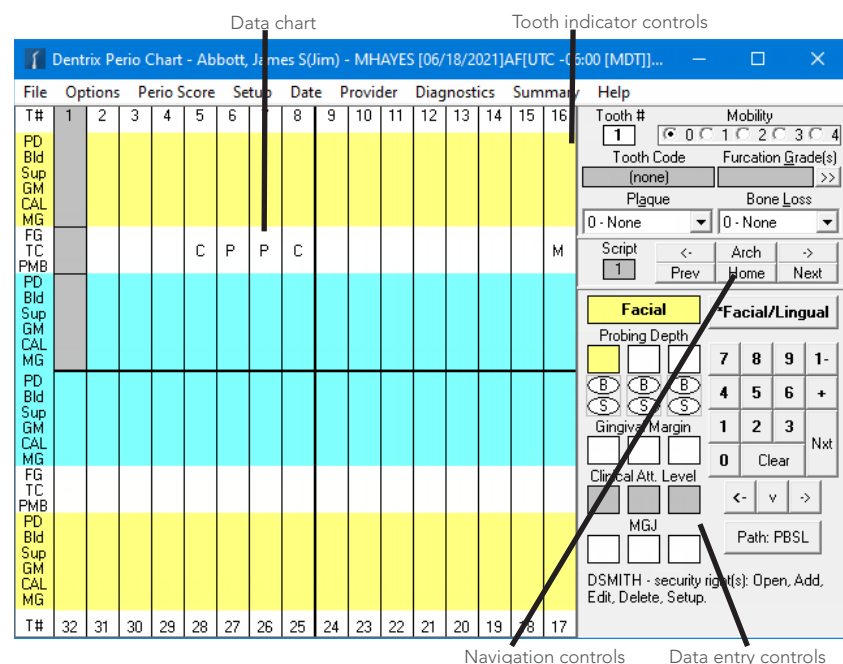 Data chart
Tooth indicator controls
Dentrix Perio Chart - Abbott, James S(Jim) - MHAYES [06/18/2021]AF[UTC -06:00 [MDT]]...
File Options Perio Score Setup Date Provider Diagnostics Summary Help
T# 1 2 3 4 5 6 7 8 9 10 11 12 13 14 15 16
PD
Bld
Sup
GM
CAL
MG
FG
TC C P P C M
PMB
PD
Bld
Sup
GM
CAL
MG
PD
Bld
Sup
GM
CAL
MG
FG
TC
PMB
PD
Bld
Sup
GM
CAL
MG
T# 32 31 30 29 28 27 26 25 24 23 22 21 20 19 18 17
Tooth # Mobility
1 0 1 2 3 4
Tooth Code Furcation Grade(s)
(none) >>
Plaque Bone Loss
0 - None 0 - None
Script <- Arch ->
1 Prev Home Next
Facial *Facial/Lingual
Probing Depth
7 8 9 1-
B B B
4 5 6 +
S S S
Gingival Margin
1 2 3
Nxt
0 Clear
Clinical Att. Level
<- v ->
MGJ
Path: PBSL
DSMITH - security right(s): Open, Add,
Edit, Delete, Setup.
Navigation controls
Data entry controls